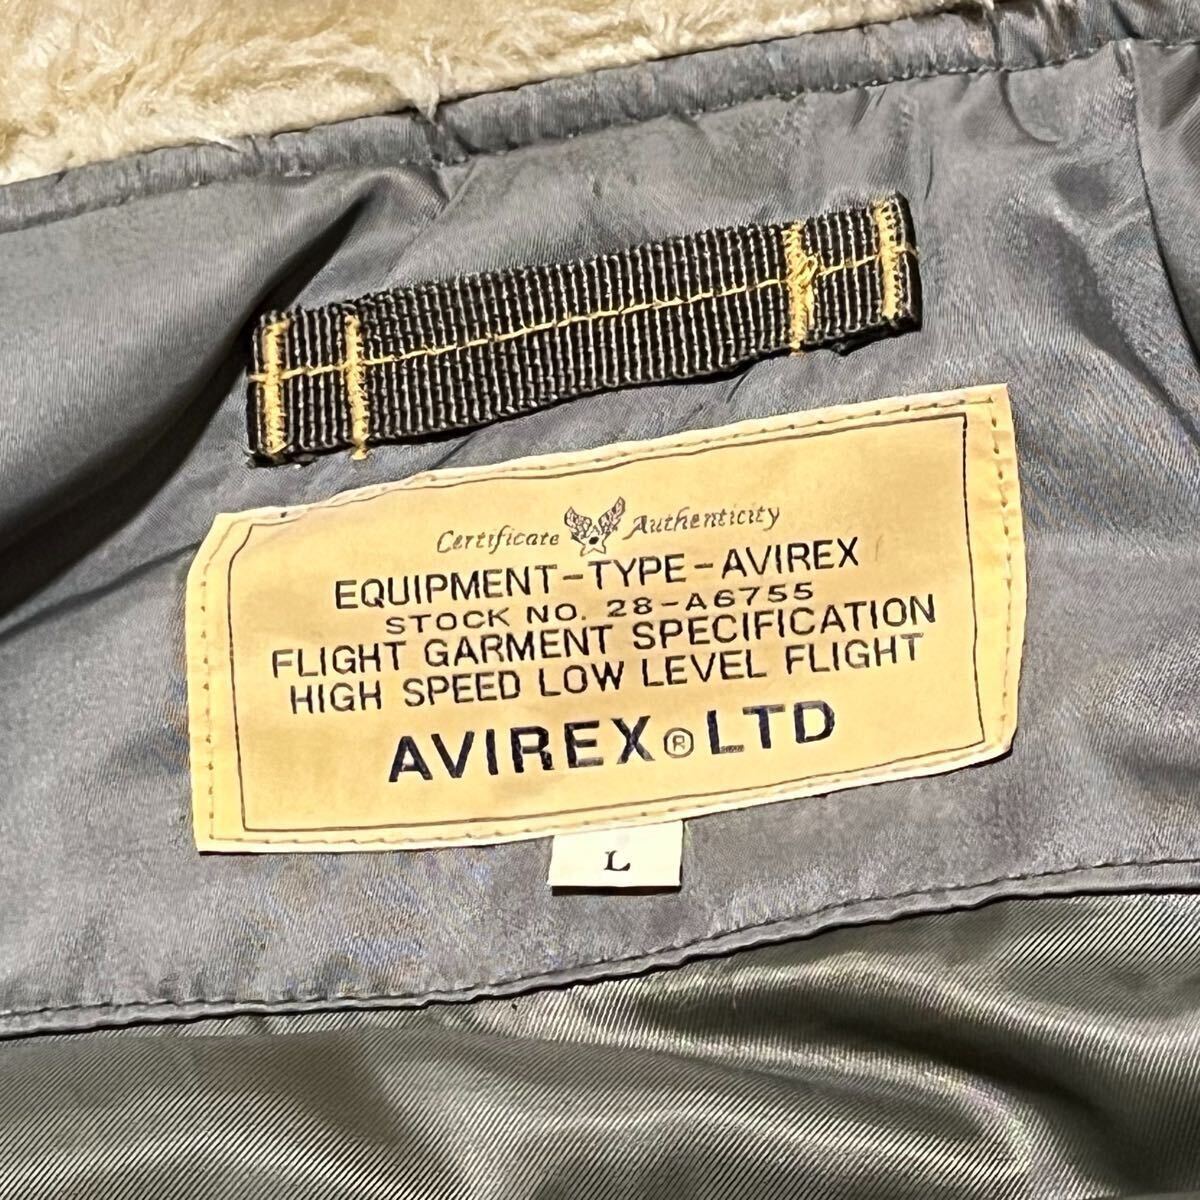 Certificate Authenticity
EQUIPMENT-TYPE-AVIREX
STOCK NO. 28-A6755
FLIGHT GARMENT SPECIFICATION
HIGH SPEED LOW LEVEL FLIGHT
AVIREX® LTD
L